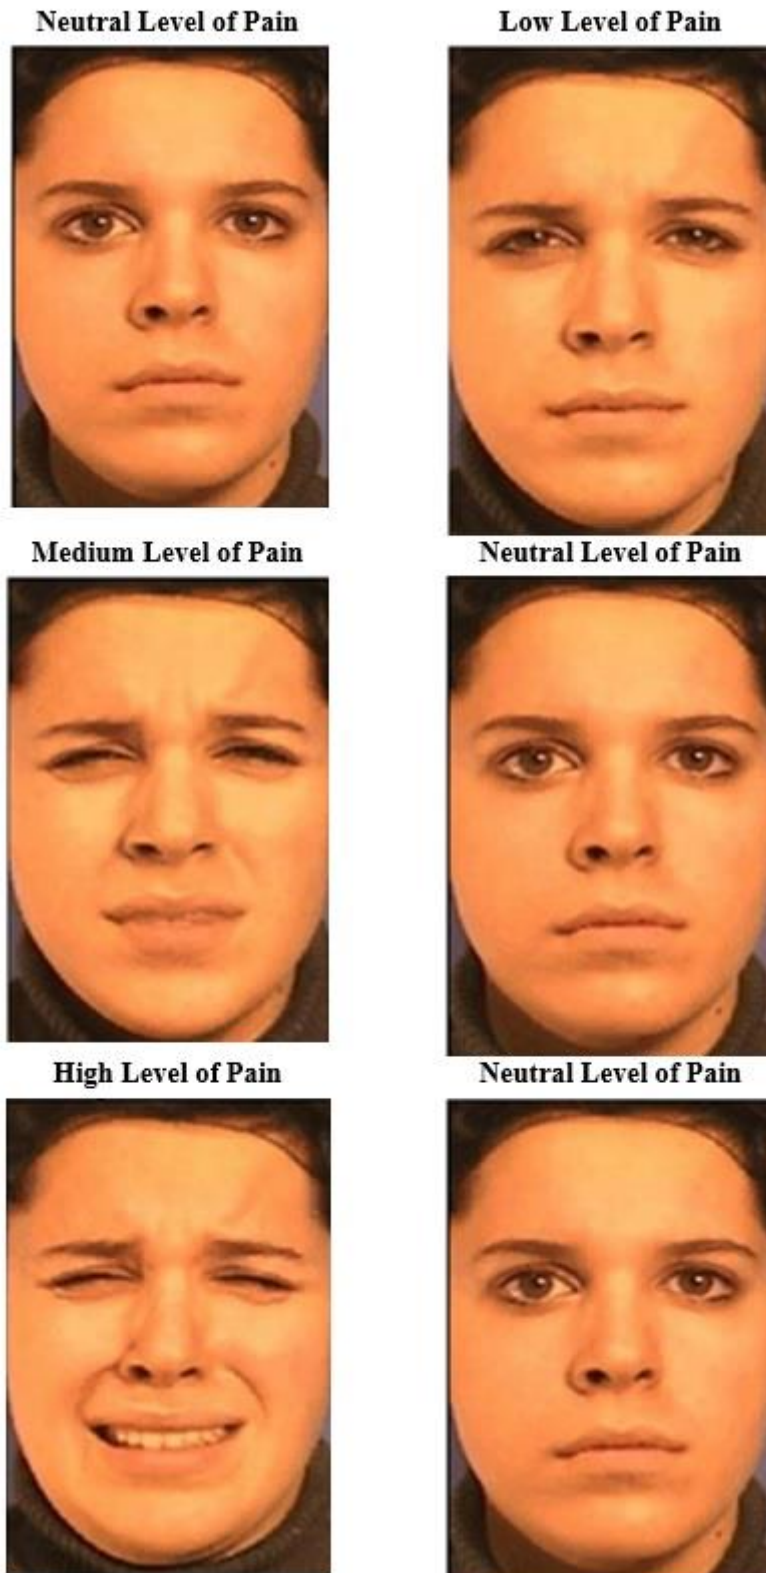 Neutral Level of Pain
Low Level of Pain
Medium Level of Pain
Neutral Level of Pain
High Level of Pain
Neutral Level of Pain